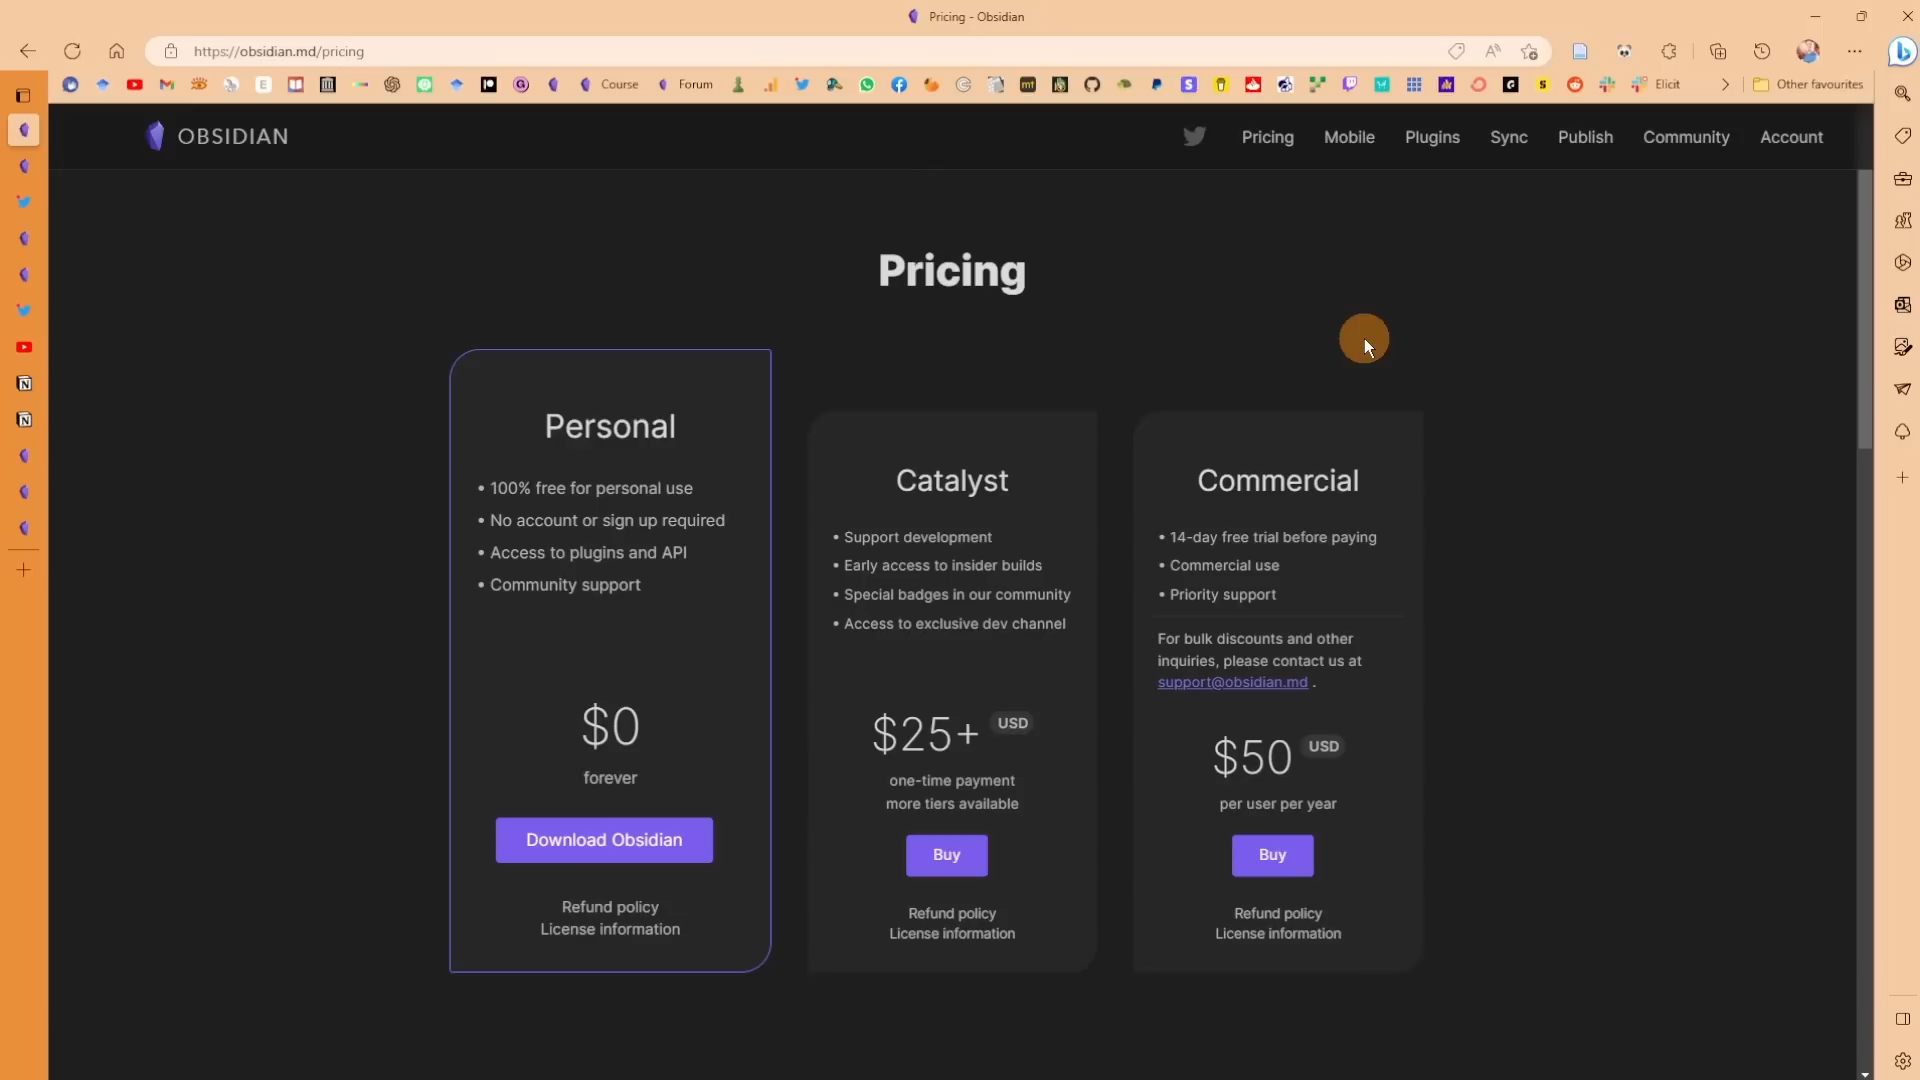 Pricing - Obsidian
https://obsidian.md/pricing
Course
Forum
Elicit
Other favourites
OBSIDIAN
Pricing
Mobile
Plugins
Sync
Publish
Community
Account
Pricing
Personal
• 100% free for personal use
• No account or sign up required
• Access to plugins and API
• Community support
$0
forever
Download Obsidian
Refund policy
License information
Catalyst
• Support development
• Early access to insider builds
• Special badges in our community
• Access to exclusive dev channel
$25+ USD
one-time payment
more tiers available
Buy
Refund policy
License information
Commercial
• 14-day free trial before paying
• Commercial use
• Priority support
For bulk discounts and other
inquiries, please contact us at
support@obsidian.md .
$50 USD
per user per year
Buy
Refund policy
License information